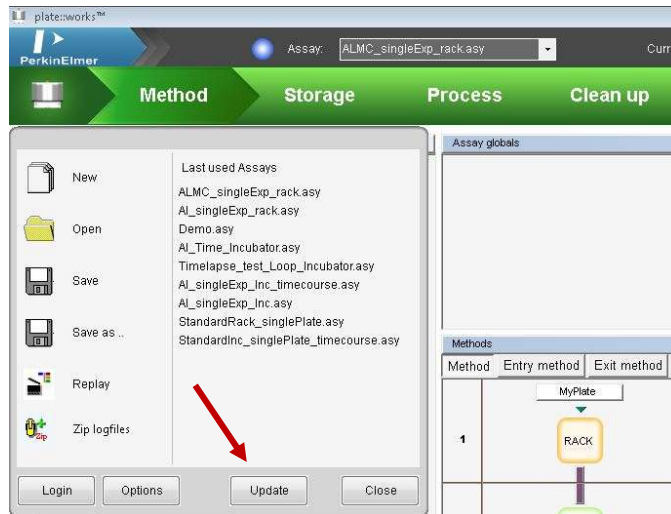 plate::works™
PerkinElmer
Assay: ALMC_singleExp_rack.asy
Curr
Method Storage Process Clean up
Assay globals
New
Open
Save
Save as ..
Replay
Zip
Zip logfiles
Last used Assays
ALMC_singleExp_rack.asy
AI_singleExp_rack.asy
Demo.asy
AI_Time_Incubator.asy
Timelapse_test_Loop_Incubator.asy
AI_singleExp_Inc_timecourse.asy
AI_singleExp_Inc.asy
StandardRack_singlePlate.asy
StandardInc_singlePlate_timecourse.asy
Login Options Update Close
Methods
Method Entry method Exit method
MyPlate
1 RACK